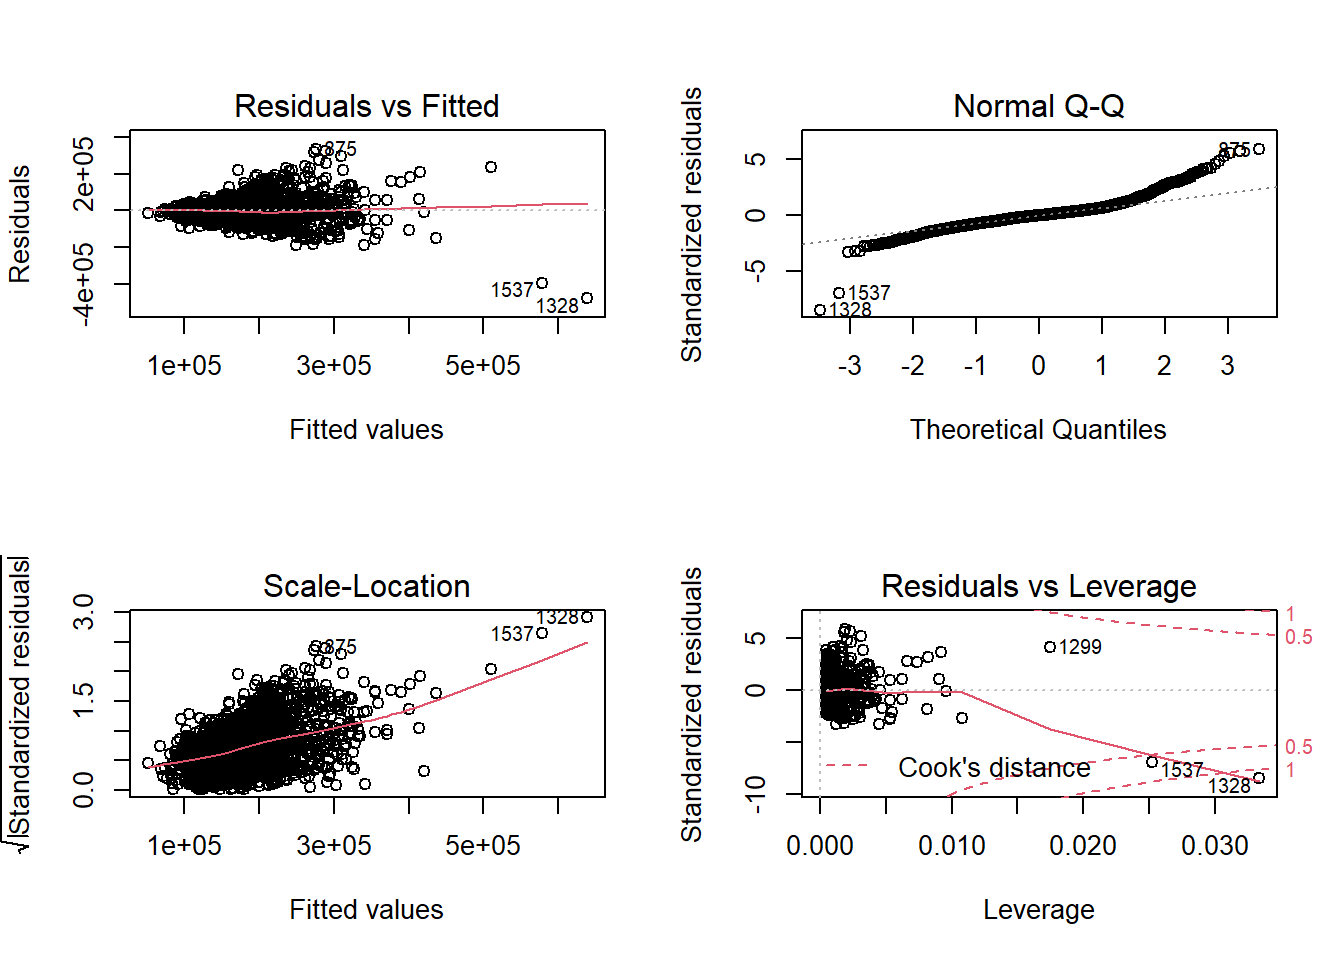 Residuals vs Fitted
Residuals
-4e+05 2e+05
875
1537
1328
1e+05 3e+05 5e+05
Fitted values
Normal Q-Q
Standardized residuals
-5 0 5
875
1537
1328
-3 -2 -1 0 1 2 3
Theoretical Quantiles
Scale-Location
√|Standardized residuals|
0.0 1.5 3.0
1328
1537
875
1e+05 3e+05 5e+05
Fitted values
Residuals vs Leverage
Standardized residuals
-10 0 5
1
0.5
1299
0.5
Cook's distance
1537
1
1328
0.000 0.010 0.020 0.030
Leverage